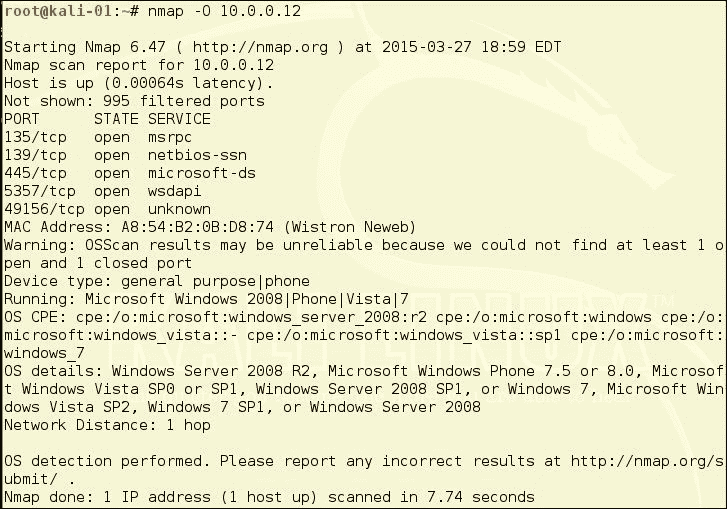 root@kali-01:~# nmap -O 10.0.0.12
Starting Nmap 6.47 ( http://nmap.org ) at 2015-03-27 18:59 EDT
Nmap scan report for 10.0.0.12
Host is up (0.00064s latency).
Not shown: 995 filtered ports
PORT      STATE SERVICE
135/tcp   open  msrpc
139/tcp   open  netbios-ssn
445/tcp   open  microsoft-ds
5357/tcp  open  wsdapi
49156/tcp open  unknown
MAC Address: A8:54:B2:0B:D8:74 (Wistron Neweb)
Warning: OSScan results may be unreliable because we could not find at least 1 o
pen and 1 closed port
Device type: general purpose|phone
Running: Microsoft Windows 2008|Phone|Vista|7
OS CPE: cpe:/o:microsoft:windows_server_2008:r2 cpe:/o:microsoft:windows cpe:/o:
microsoft:windows_vista::- cpe:/o:microsoft:windows_vista::sp1 cpe:/o:microsoft:
windows_7
OS details: Windows Server 2008 R2, Microsoft Windows Phone 7.5 or 8.0, Microsof
t Windows Vista SP0 or SP1, Windows Server 2008 SP1, or Windows 7, Microsoft Win
dows Vista SP2, Windows 7 SP1, or Windows Server 2008
Network Distance: 1 hop
OS detection performed. Please report any incorrect results at http://nmap.org/s
ubmit/ .
Nmap done: 1 IP address (1 host up) scanned in 7.74 seconds